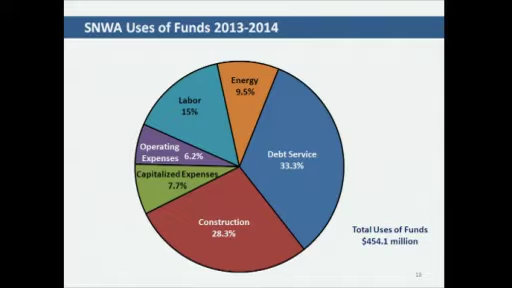 SNWA Uses of Funds 2013-2014
Energy
9.5%
Labor
15%
Operating
Expenses 6.2%
Capitalized Expenses
7.7%
Debt Service
33.3%
Construction
28.3%
Total Uses of Funds
$454.1 million